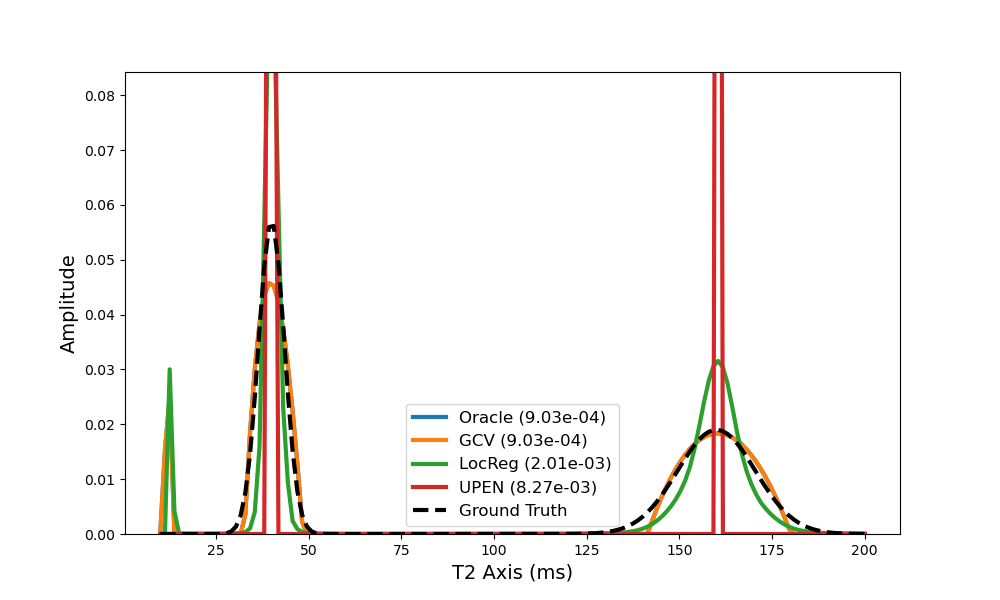 0.08
0.07
0.06
0.05
0.04
0.03
0.02
0.01
0.00
Amplitude
Oracle (9.03e-04)
GCV (9.03e-04)
LocReg (2.01e-03)
UPEN (8.27e-03)
Ground Truth
25
50
75
100
125
150
175
200
T2 Axis (ms)